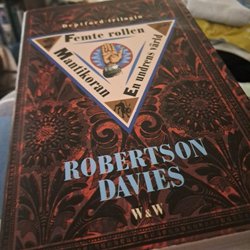 Deptford-trilogin
Femte rollen
Mantikoran
En undrens värld
ROBERTSON
DAVIES
W&W